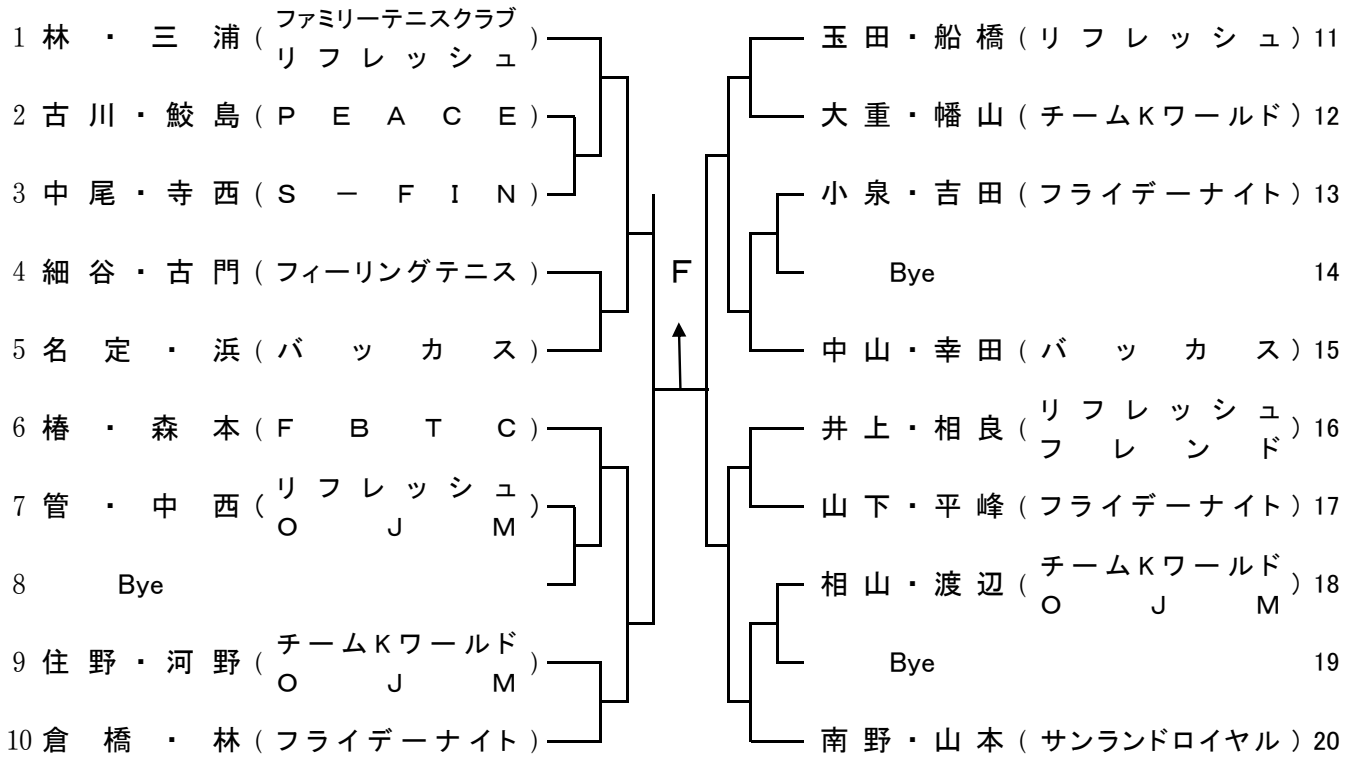 1 林・三浦 (ファミリーテニスクラブ
リフレッシュ)
2 古川・鮫島 (PEACE)
3 中尾・寺西 (S－FIN)
4 細谷・古門 (フィーリングテニス)
5 名定・浜 (バッカス)
6 椿・森本 (FBTC)
7 管・中西 (リフレッシュ
OJM)
8 Bye
9 住野・河野 (チームKワールド
OJM)
10 倉橋・林 (フライデーナイト)
F
玉田・船橋 (リフレッシュ) 11
大重・幡山 (チームKワールド) 12
小泉・吉田 (フライデーナイト) 13
Bye 14
中山・幸田 (バッカス) 15
井上・相良 (リフレッシュ
フレンド) 16
山下・平峰 (フライデーナイト) 17
相山・渡辺 (チームKワールド
OJM) 18
Bye 19
南野・山本 (サンランドロイヤル) 20